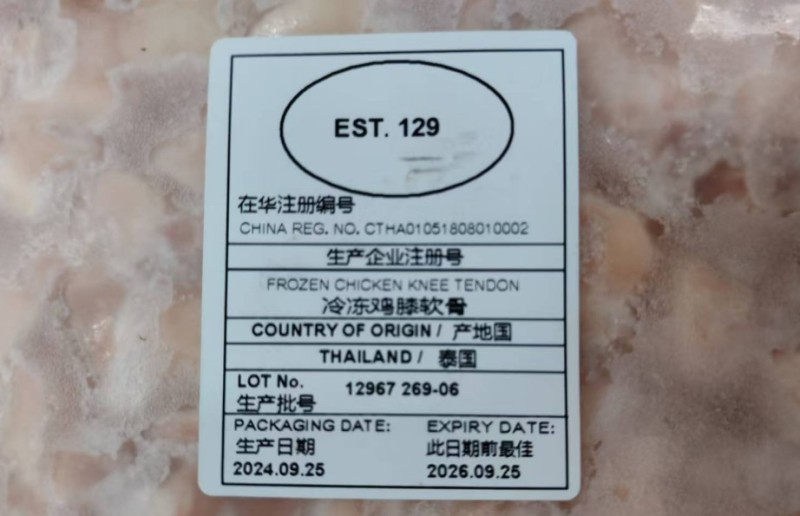 EST. 129
在华注册编号
CHINA REG. NO. CTHA01051808010002
生产企业注册号
FROZEN CHICKEN KNEE TENDON
冷冻鸡膝软骨
COUNTRY OF ORIGIN / 产地国
THAILAND / 泰国
LOT No. 12967 269-06
生产批号
PACKAGING DATE: EXPIRY DATE:
生产日期 此日期前最佳
2024.09.25 2026.09.25